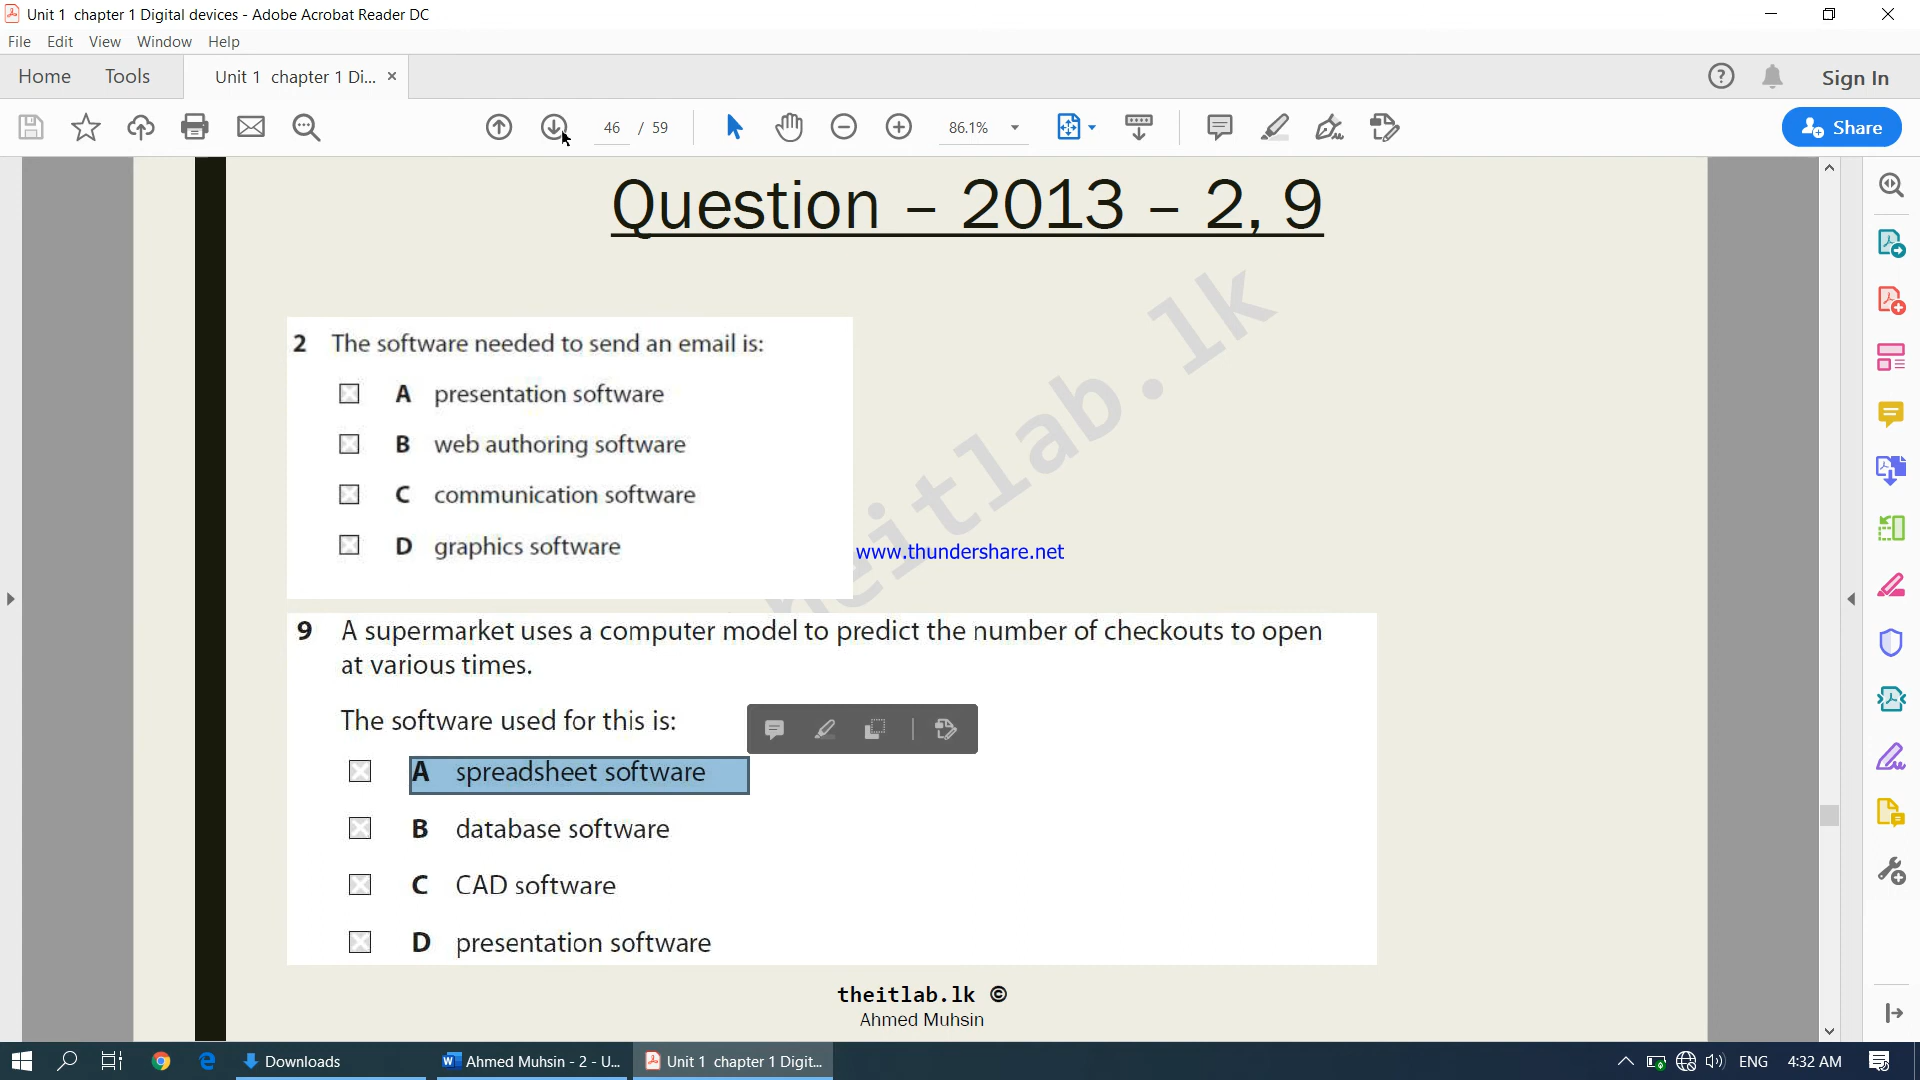 Unit 1 chapter 1 Digital devices - Adobe Acrobat Reader DC
File Edit View Window Help
Home Tools Unit 1 chapter 1 Di... × Sign In
46 / 59 86.1% Share
Question – 2013 – 2, 9
theitlab.lk
2 The software needed to send an email is:
A presentation software
B web authoring software
C communication software
D graphics software
www.thundershare.net
9 A supermarket uses a computer model to predict the number of checkouts to open
at various times.
The software used for this is:
A spreadsheet software
B database software
C CAD software
D presentation software
theitlab.lk ©
Ahmed Muhsin
Downloads Ahmed Muhsin - 2 - U... Unit 1 chapter 1 Digit... ENG 4:32 AM